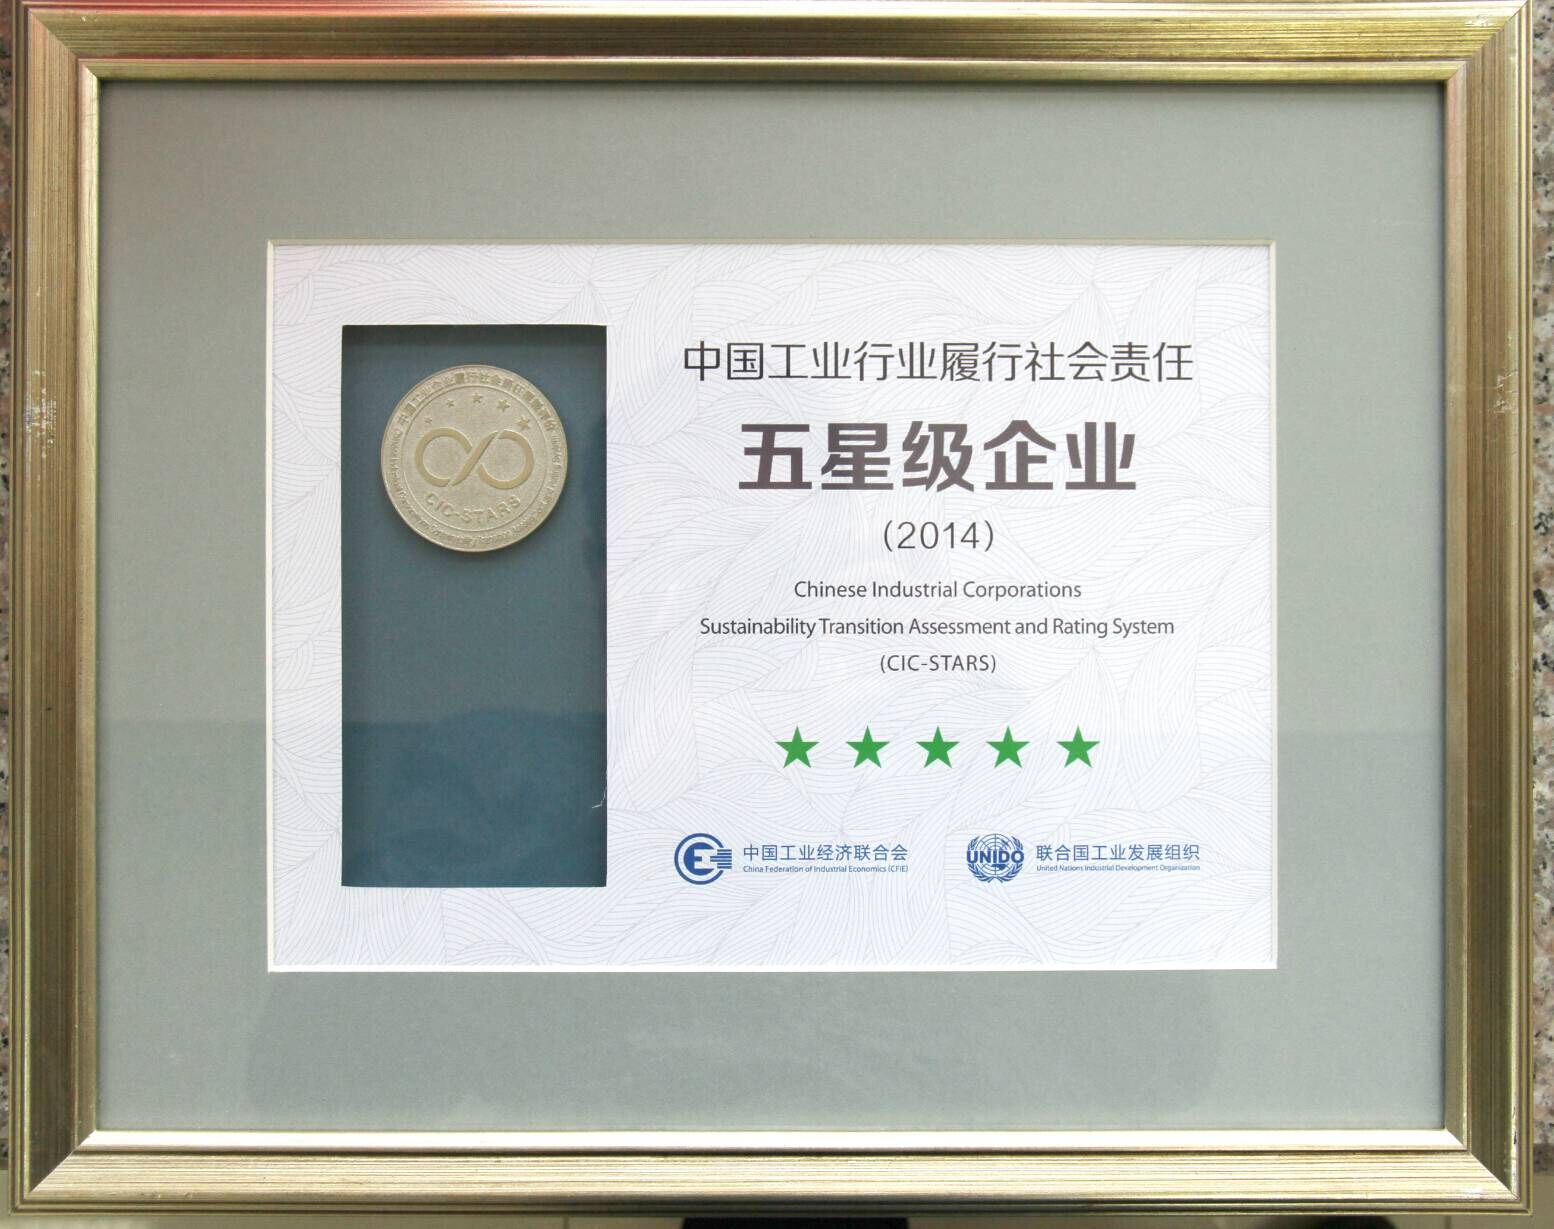 中国工业行业履行社会责任
五星级企业
(2014)
Chinese Industrial Corporations
Sustainability Transition Assessment and Rating System
(CIC-STARS)
CIC-STARS
中国工业经济联合会
China Federation of Industrial Economics (CFIE)
UNIDO
联合国工业发展组织
United Nations Industrial Development Organization